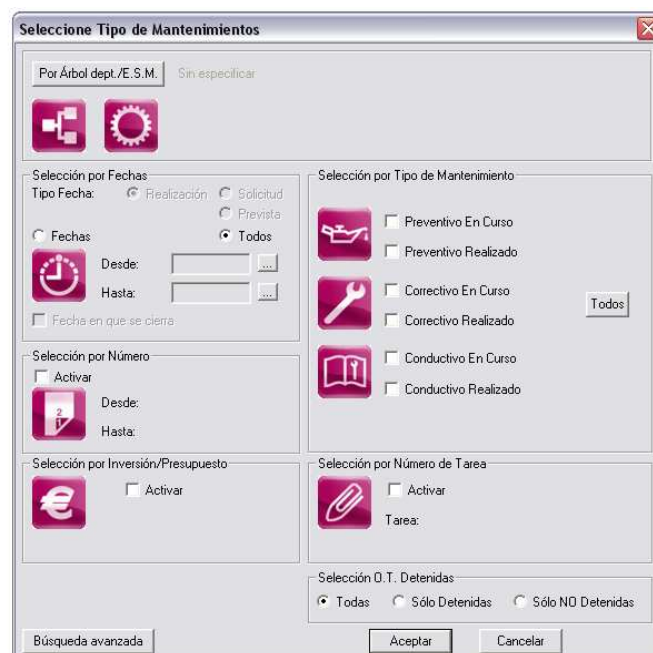 Seleccione Tipo de Mantenimientos
Por Árbol dept./E.S.M. Sin especificar
Selección por Fechas
Tipo Fecha: Realización Solicitud
Prevista
Fechas Todos
Desde: ...
Hasta: ...
Fecha en que se cierra
Selección por Tipo de Mantenimiento
Preventivo En Curso
Preventivo Realizado
Correctivo En Curso
Todos
Correctivo Realizado
Conductivo En Curso
Conductivo Realizado
Selección por Número
Activar
Desde:
2
1
Hasta:
Selección por Inversión/Presupuesto
€ Activar
Selección por Número de Tarea
Activar
Tarea:
Selección O.T. Detenidas
Todas Sólo Detenidas Sólo NO Detenidas
Búsqueda avanzada Aceptar Cancelar